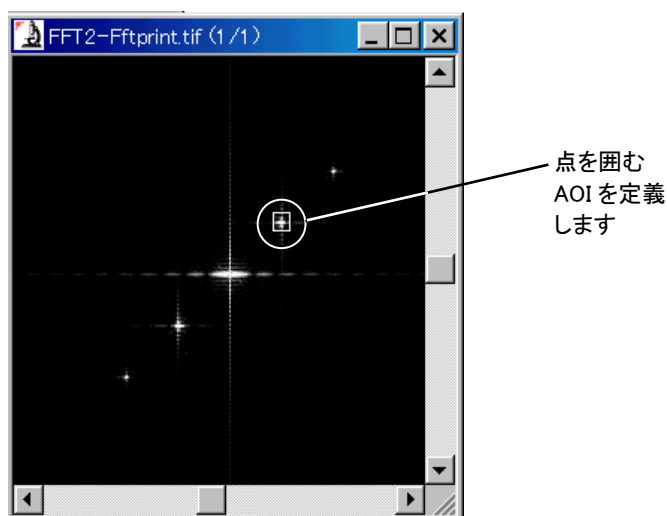 FFT2-Fftprint.tif (1/1)
点を囲む
AOI を定義
します